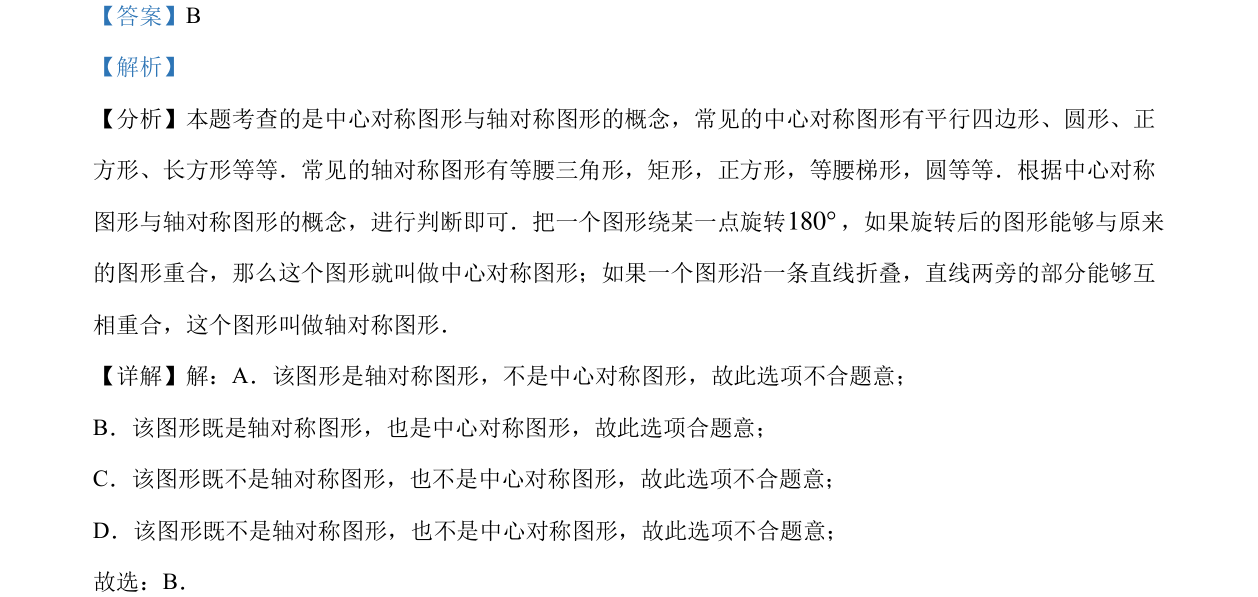 【答案】B
【解析】
【分析】本题考查的是中心对称图形与轴对称图形的概念，常见的中心对称图形有平行四边形、圆形、正
方形、长方形等等．常见的轴对称图形有等腰三角形，矩形，正方形，等腰梯形，圆等等．根据中心对称
图形与轴对称图形的概念，进行判断即可．把一个图形绕某一点旋转180°，如果旋转后的图形能够与原来
的图形重合，那么这个图形就叫做中心对称图形；如果一个图形沿一条直线折叠，直线两旁的部分能够互
相重合，这个图形叫做轴对称图形．
【详解】解：A．该图形是轴对称图形，不是中心对称图形，故此选项不合题意；
B．该图形既是轴对称图形，也是中心对称图形，故此选项合题意；
C．该图形既不是轴对称图形，也不是中心对称图形，故此选项不合题意；
D．该图形既不是轴对称图形，也不是中心对称图形，故此选项不合题意；
故选：B．